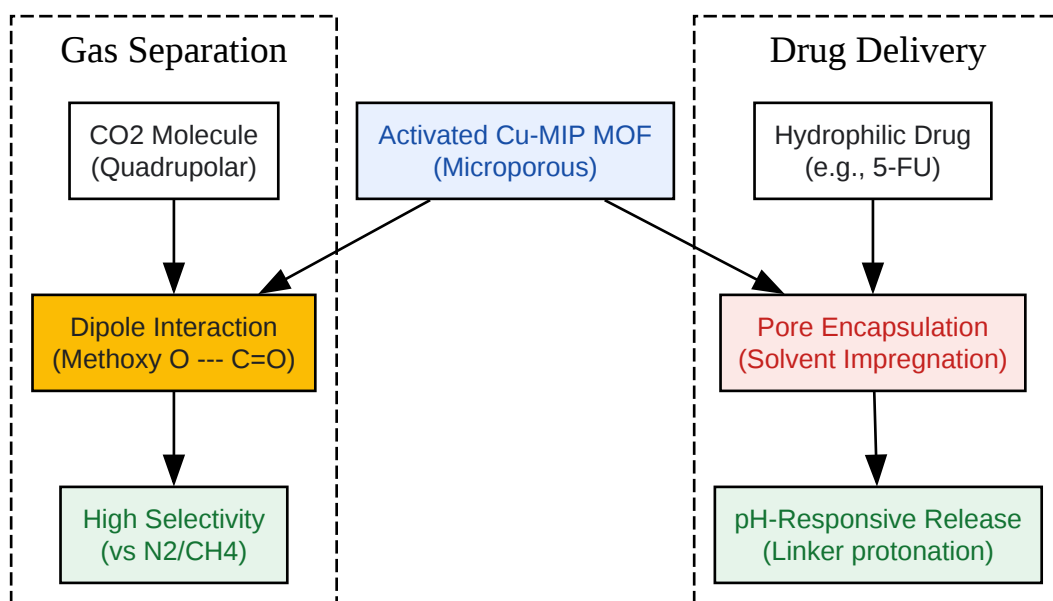 Gas Separation
Drug Delivery
CO2 Molecule
(Quadrupolar)
Activated Cu-MIP MOF
(Microporous)
Hydrophilic Drug
(e.g., 5-FU)
Dipole Interaction
(Methoxy O --- C=O)
Pore Encapsulation
(Solvent Impregnation)
High Selectivity
(vs N2/CH4)
pH-Responsive Release
(Linker protonation)